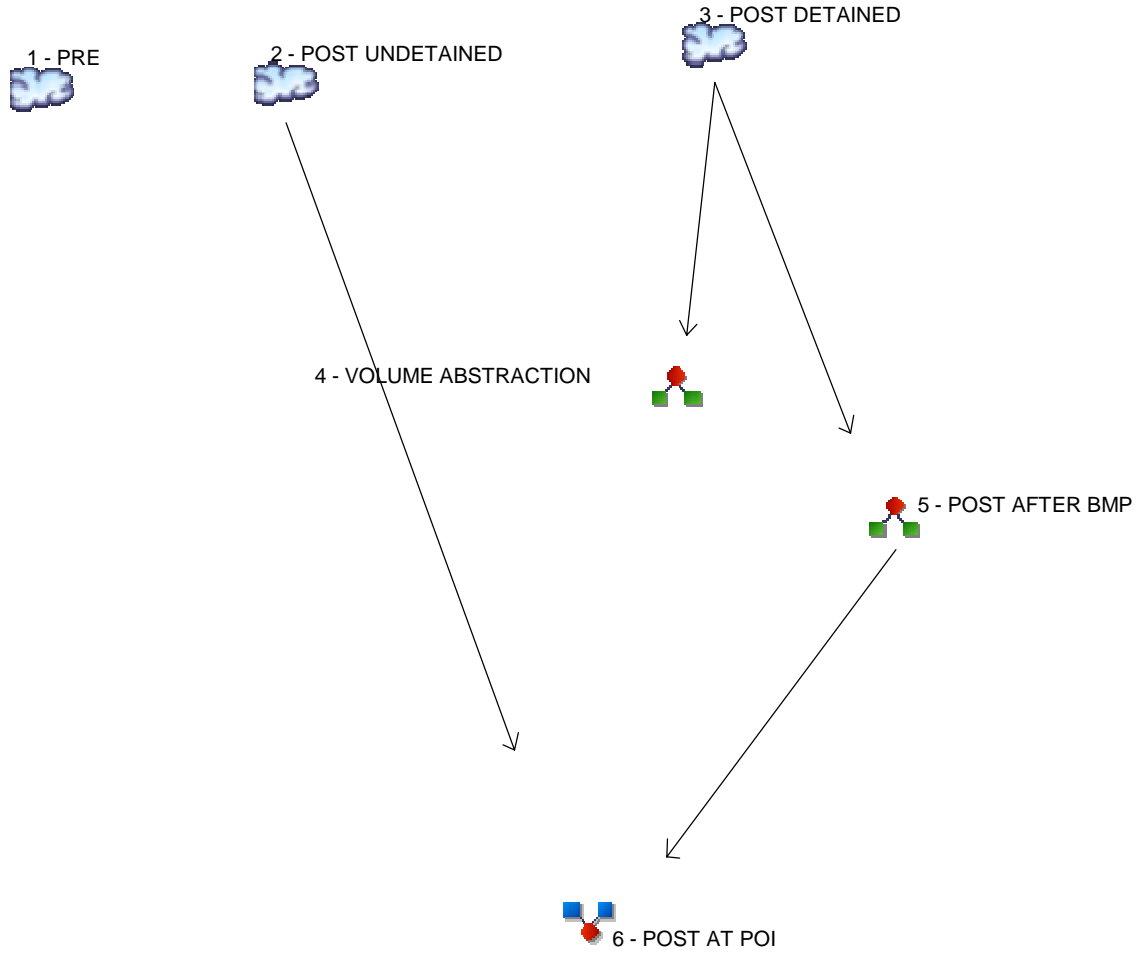 3 - POST DETAINED
1 - PRE
2 - POST UNDETAINED
4 - VOLUME ABSTRACTION
5 - POST AFTER BMP
6 - POST AT POI